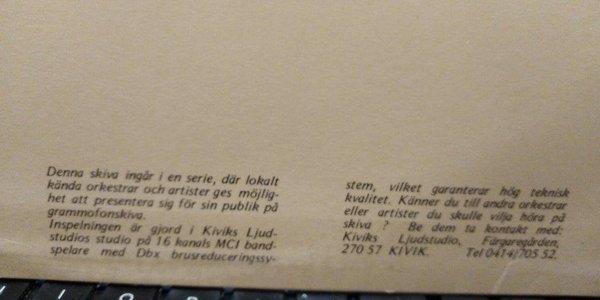 Denna skiva ingår i en serie, där lokalt
kända orkestrar och artister ges möjlig-
het att presentera sig för sin publik på
grammofonskiva.
Inspelningen är gjord i Kiviks Ljud-
studios studio på 16 kanals MCI band-
spelare med Dbx brusreduceringssy-
stem, vilket garanterar hög teknisk
kvalitet. Känner du till andra orkestrar
eller artister du skulle vilja höra på
skiva ? Be dem ta kontakt med:
Kiviks Ljudstudio, Färgaregården,
270 57 KIVIK. Tel 0414/705 52.